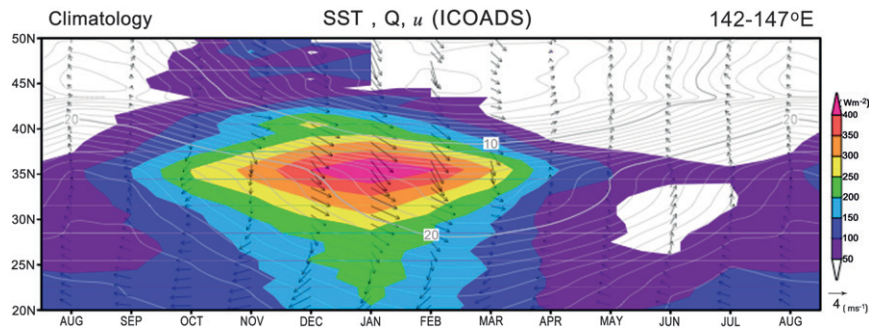 Climatology SST , Q, u (ICOADS) 142-147°E
50N
45N
40N
35N
30N
25N
20N
20
10
20
20
Wm-2
400
350
300
250
200
150
100
50
4 ( ms-1)
AUG SEP OCT NOV DEC JAN FEB MAR APR MAY JUN JUL AUG